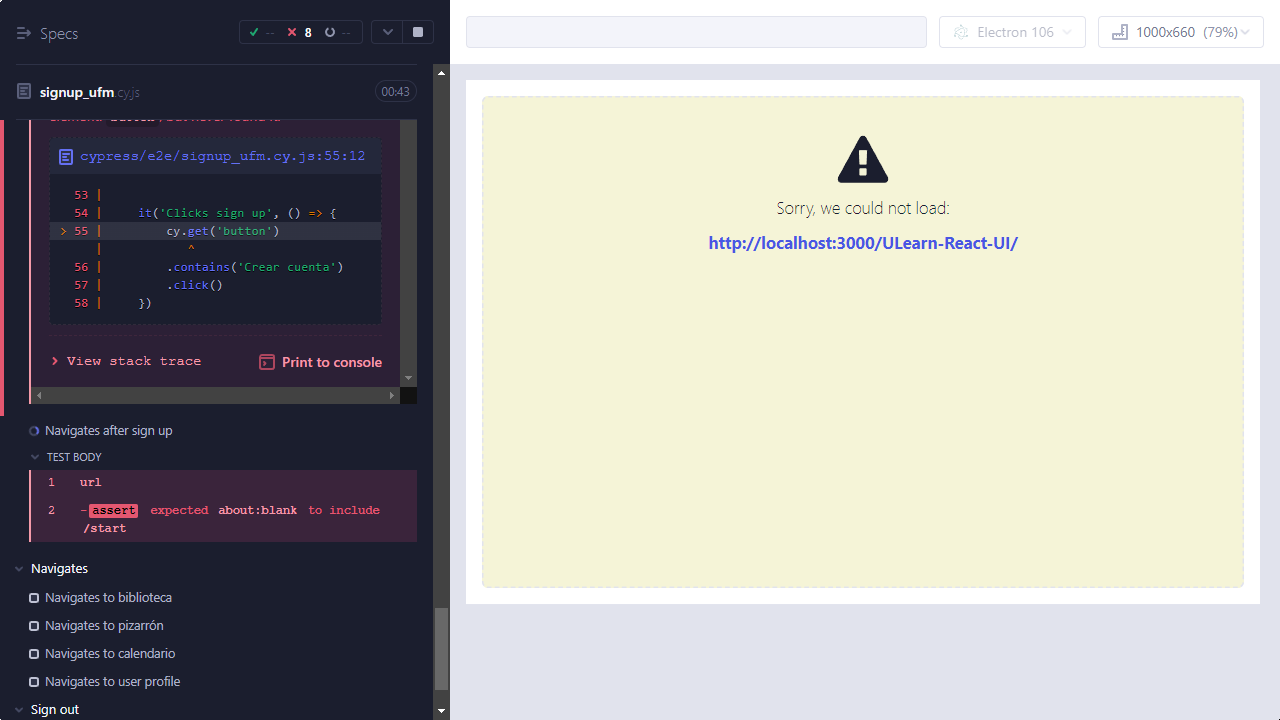 Specs
-- 8 --
signup_ufm.cy.js
00:43
cypress/e2e/signup_ufm.cy.js:55:12
53 |
54 | it('Clicks sign up', () => {
> 55 | cy.get('button')
| ^
56 | .contains('Crear cuenta')
57 | .click()
58 | })
> View stack trace
Print to console
Navigates after sign up
TEST BODY
1 url
2 -assert expected about:blank to include
/start
Navigates
Navigates to biblioteca
Navigates to pizarrón
Navigates to calendario
Navigates to user profile
Sign out
Electron 106
1000x660 (79%)
Sorry, we could not load:
http://localhost:3000/ULearn-React-UI/